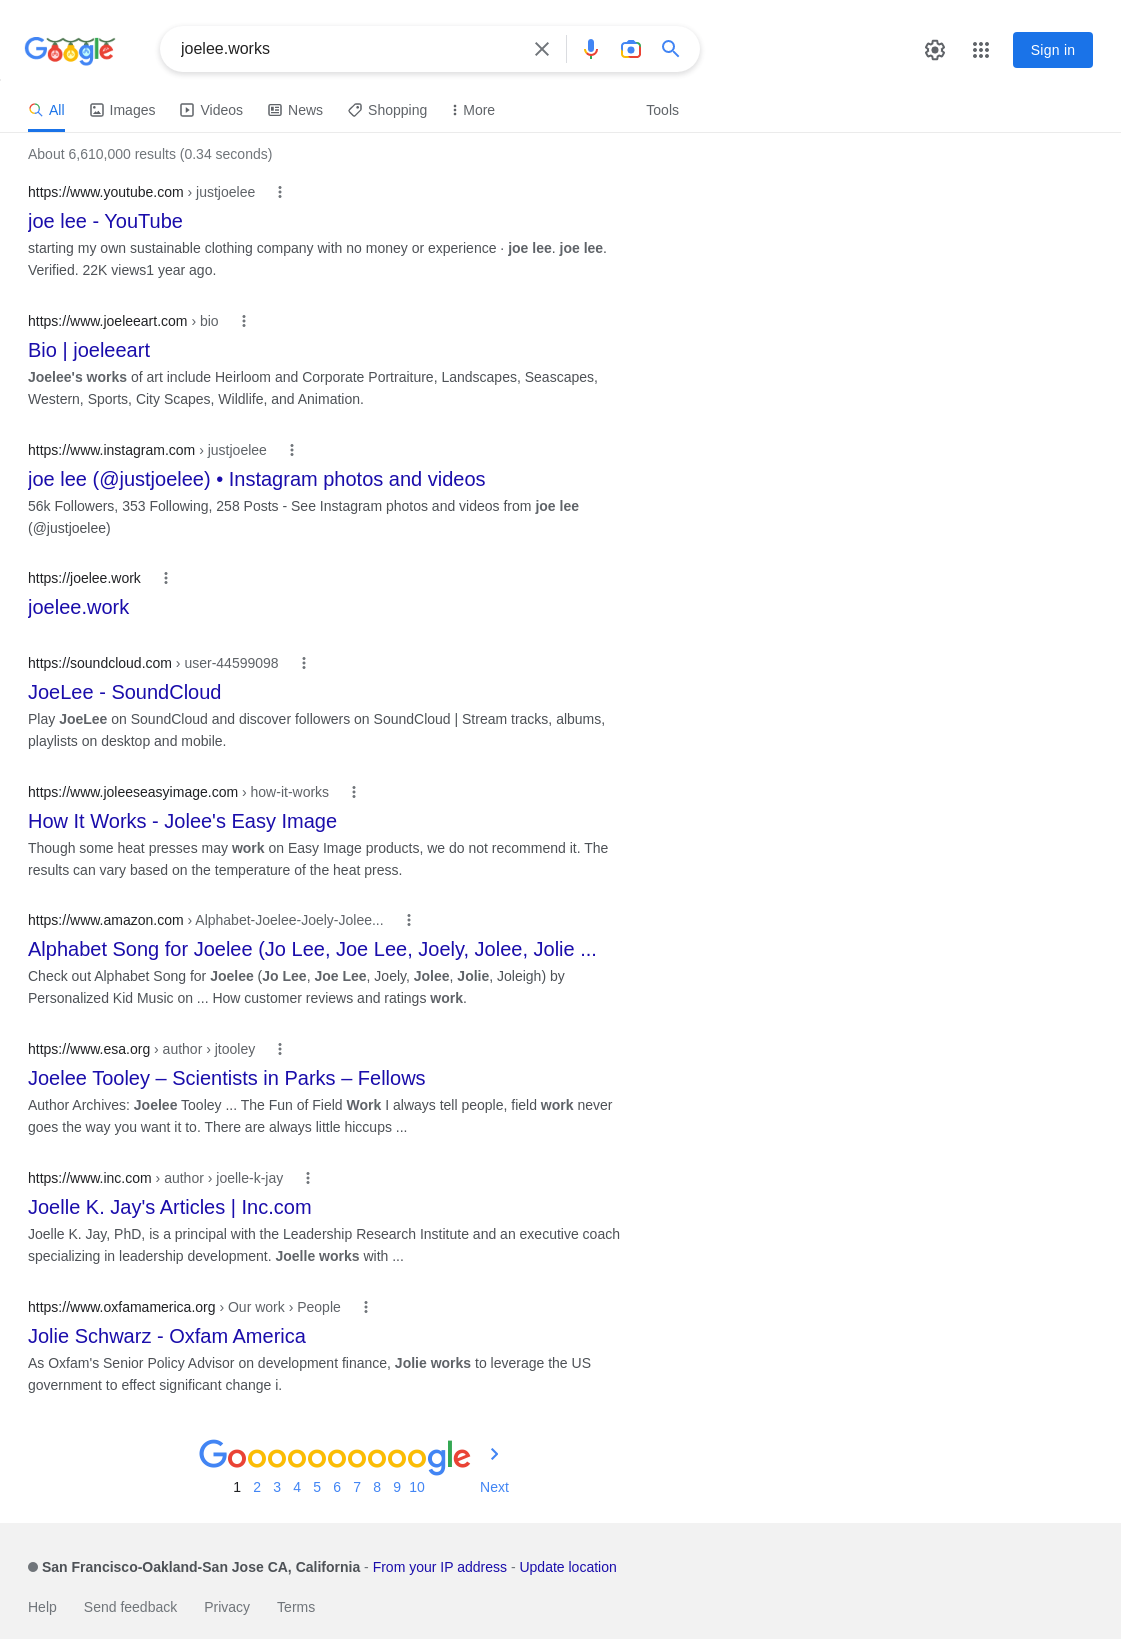 Google
joelee.works
Sign in
All Images Videos News Shopping More Tools
About 6,610,000 results (0.34 seconds)
https://www.youtube.com › justjoelee
joe lee - YouTube
starting my own sustainable clothing company with no money or experience · joe lee. joe lee.
Verified. 22K views1 year ago.
https://www.joeleeart.com › bio
Bio | joeleeart
Joelee's works of art include Heirloom and Corporate Portraiture, Landscapes, Seascapes,
Western, Sports, City Scapes, Wildlife, and Animation.
https://www.instagram.com › justjoelee
joe lee (@justjoelee) • Instagram photos and videos
56k Followers, 353 Following, 258 Posts - See Instagram photos and videos from joe lee
(@justjoelee)
https://joelee.work
joelee.work
https://soundcloud.com › user-44599098
JoeLee - SoundCloud
Play JoeLee on SoundCloud and discover followers on SoundCloud | Stream tracks, albums,
playlists on desktop and mobile.
https://www.joleeseasyimage.com › how-it-works
How It Works - Jolee's Easy Image
Though some heat presses may work on Easy Image products, we do not recommend it. The
results can vary based on the temperature of the heat press.
https://www.amazon.com › Alphabet-Joelee-Joely-Jolee...
Alphabet Song for Joelee (Jo Lee, Joe Lee, Joely, Jolee, Jolie ...
Check out Alphabet Song for Joelee (Jo Lee, Joe Lee, Joely, Jolee, Jolie, Joleigh) by
Personalized Kid Music on ... How customer reviews and ratings work.
https://www.esa.org › author › jtooley
Joelee Tooley – Scientists in Parks – Fellows
Author Archives: Joelee Tooley ... The Fun of Field Work I always tell people, field work never
goes the way you want it to. There are always little hiccups ...
https://www.inc.com › author › joelle-k-jay
Joelle K. Jay's Articles | Inc.com
Joelle K. Jay, PhD, is a principal with the Leadership Research Institute and an executive coach
specializing in leadership development. Joelle works with ...
https://www.oxfamamerica.org › Our work › People
Jolie Schwarz - Oxfam America
As Oxfam's Senior Policy Advisor on development finance, Jolie works to leverage the US
government to effect significant change i.
Goooooooooogle
1 2 3 4 5 6 7 8 9 10 Next
San Francisco-Oakland-San Jose CA, California - From your IP address - Update location
Help Send feedback Privacy Terms